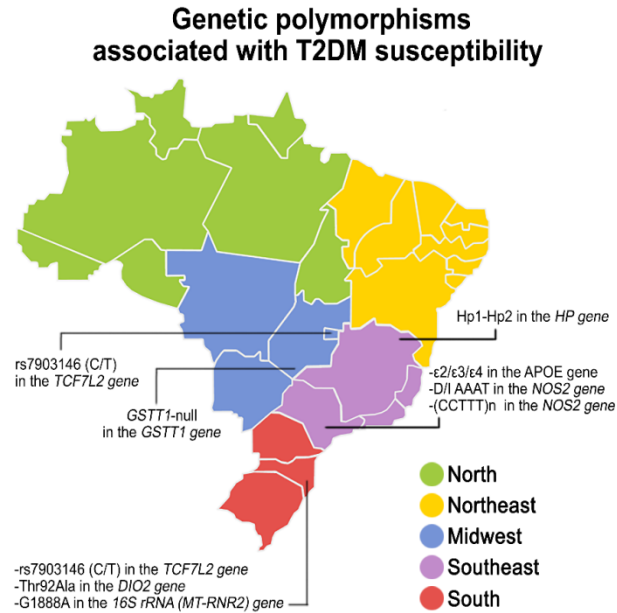 Genetic polymorphisms
associated with T2DM susceptibility
Hp1-Hp2 in the HP gene
rs7903146 (C/T)
in the TCF7L2 gene
-ε2/ε3/ε4 in the APOE gene
-D/I AAAT in the NOS2 gene
-(CCTTT)n in the NOS2 gene
GSTT1-null
in the GSTT1 gene
North
Northeast
Midwest
Southeast
South
-rs7903146 (C/T) in the TCF7L2 gene
-Thr92Ala in the DIO2 gene
-G1888A in the 16S rRNA (MT-RNR2) gene